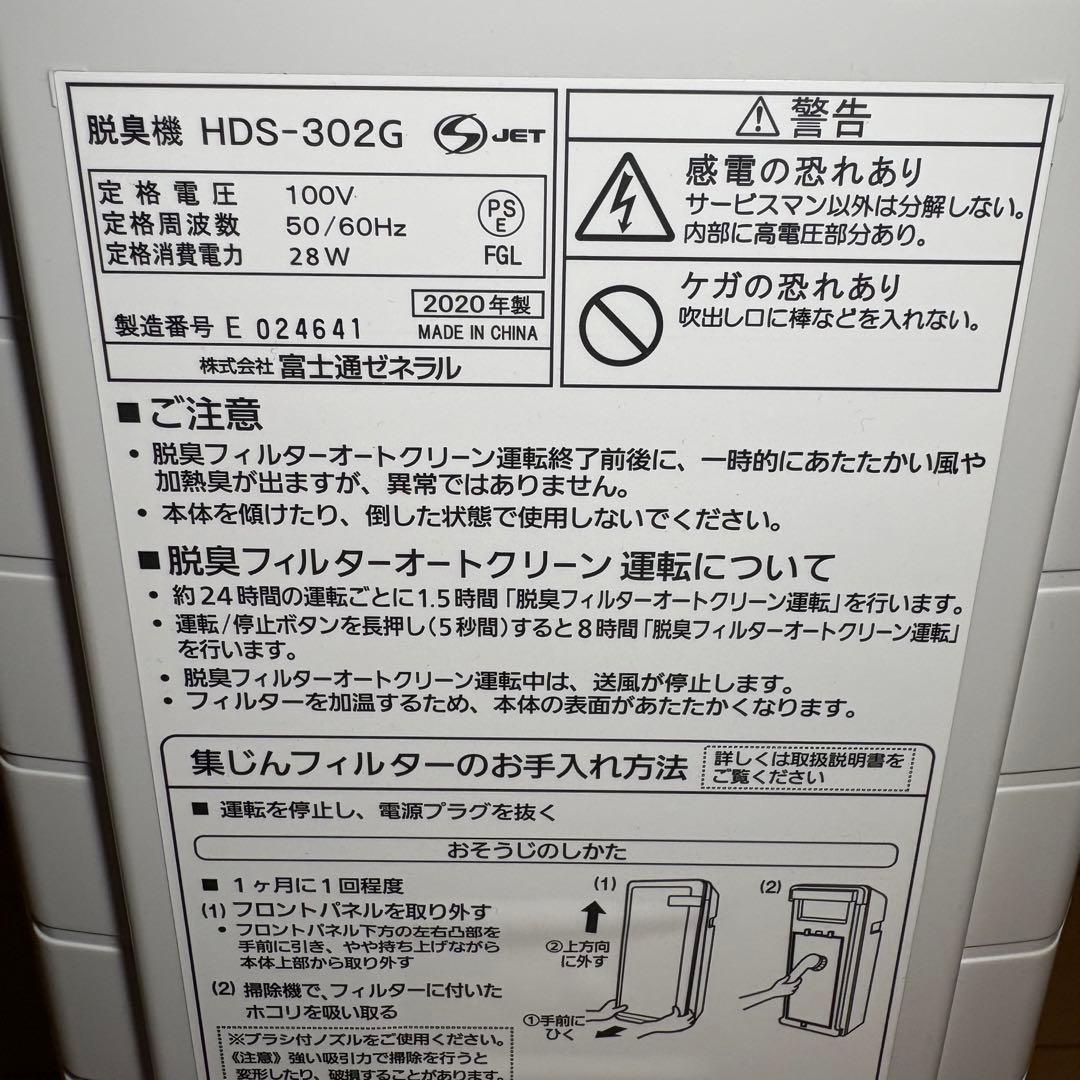 脱臭機 HDS-302G S JET
定格電圧 100V
定格周波数 50/60Hz
定格消費電力 28W
PS
E
FGL
2020年製
製造番号 E 024641 MADE IN CHINA
株式会社 富士通ゼネラル
⚠警告
感電の恐れあり
サービスマン以外は分解しない。
内部に高電圧部分あり。
ケガの恐れあり
吹出し口に棒などを入れない。
■ご注意
• 脱臭フィルターオートクリーン運転終了前後に、一時的にあたたかい風や
加熱臭が出ますが、異常ではありません。
• 本体を傾けたり、倒した状態で使用しないでください。
■脱臭フィルターオートクリーン 運転について
• 約24時間の運転ごとに1.5時間「脱臭フィルターオートクリーン運転」を行います。
• 運転/停止ボタンを長押し(5秒間)すると8時間「脱臭フィルターオートクリーン運転」
を行います。
• 脱臭フィルターオートクリーン運転中は、送風が停止します。
• フィルターを加温するため、本体の表面があたたかくなります。
集じんフィルターのお手入れ方法
詳しくは取扱説明書を
ご覧ください
■ 運転を停止し、電源プラグを抜く
おそうじのしかた
■ 1ヶ月に1回程度
(1) フロントパネルを取り外す
• フロントパネル下方の左右凸部を
手前に引き、やや持ち上げながら
本体上部から取り外す
(2) 掃除機で、フィルターに付いた
ホコリを吸い取る
※ブラシ付ノズルをご使用ください。
《注意》強い吸引力で掃除を行うと
変形したり、破損することがあります。
(1)
②上方向
に外す
①手前に
ひく
(2)